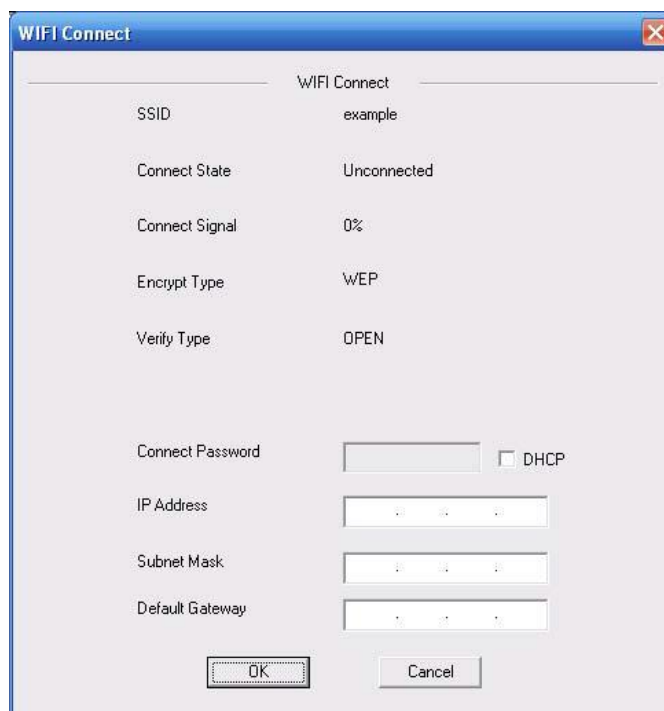 WIFI Connect
WIFI Connect
SSID example
Connect State Unconnected
Connect Signal 0%
Encrypt Type WEP
Verify Type OPEN
Connect Password DHCP
IP Address . . .
Subnet Mask . . .
Default Gateway . . .
OK Cancel